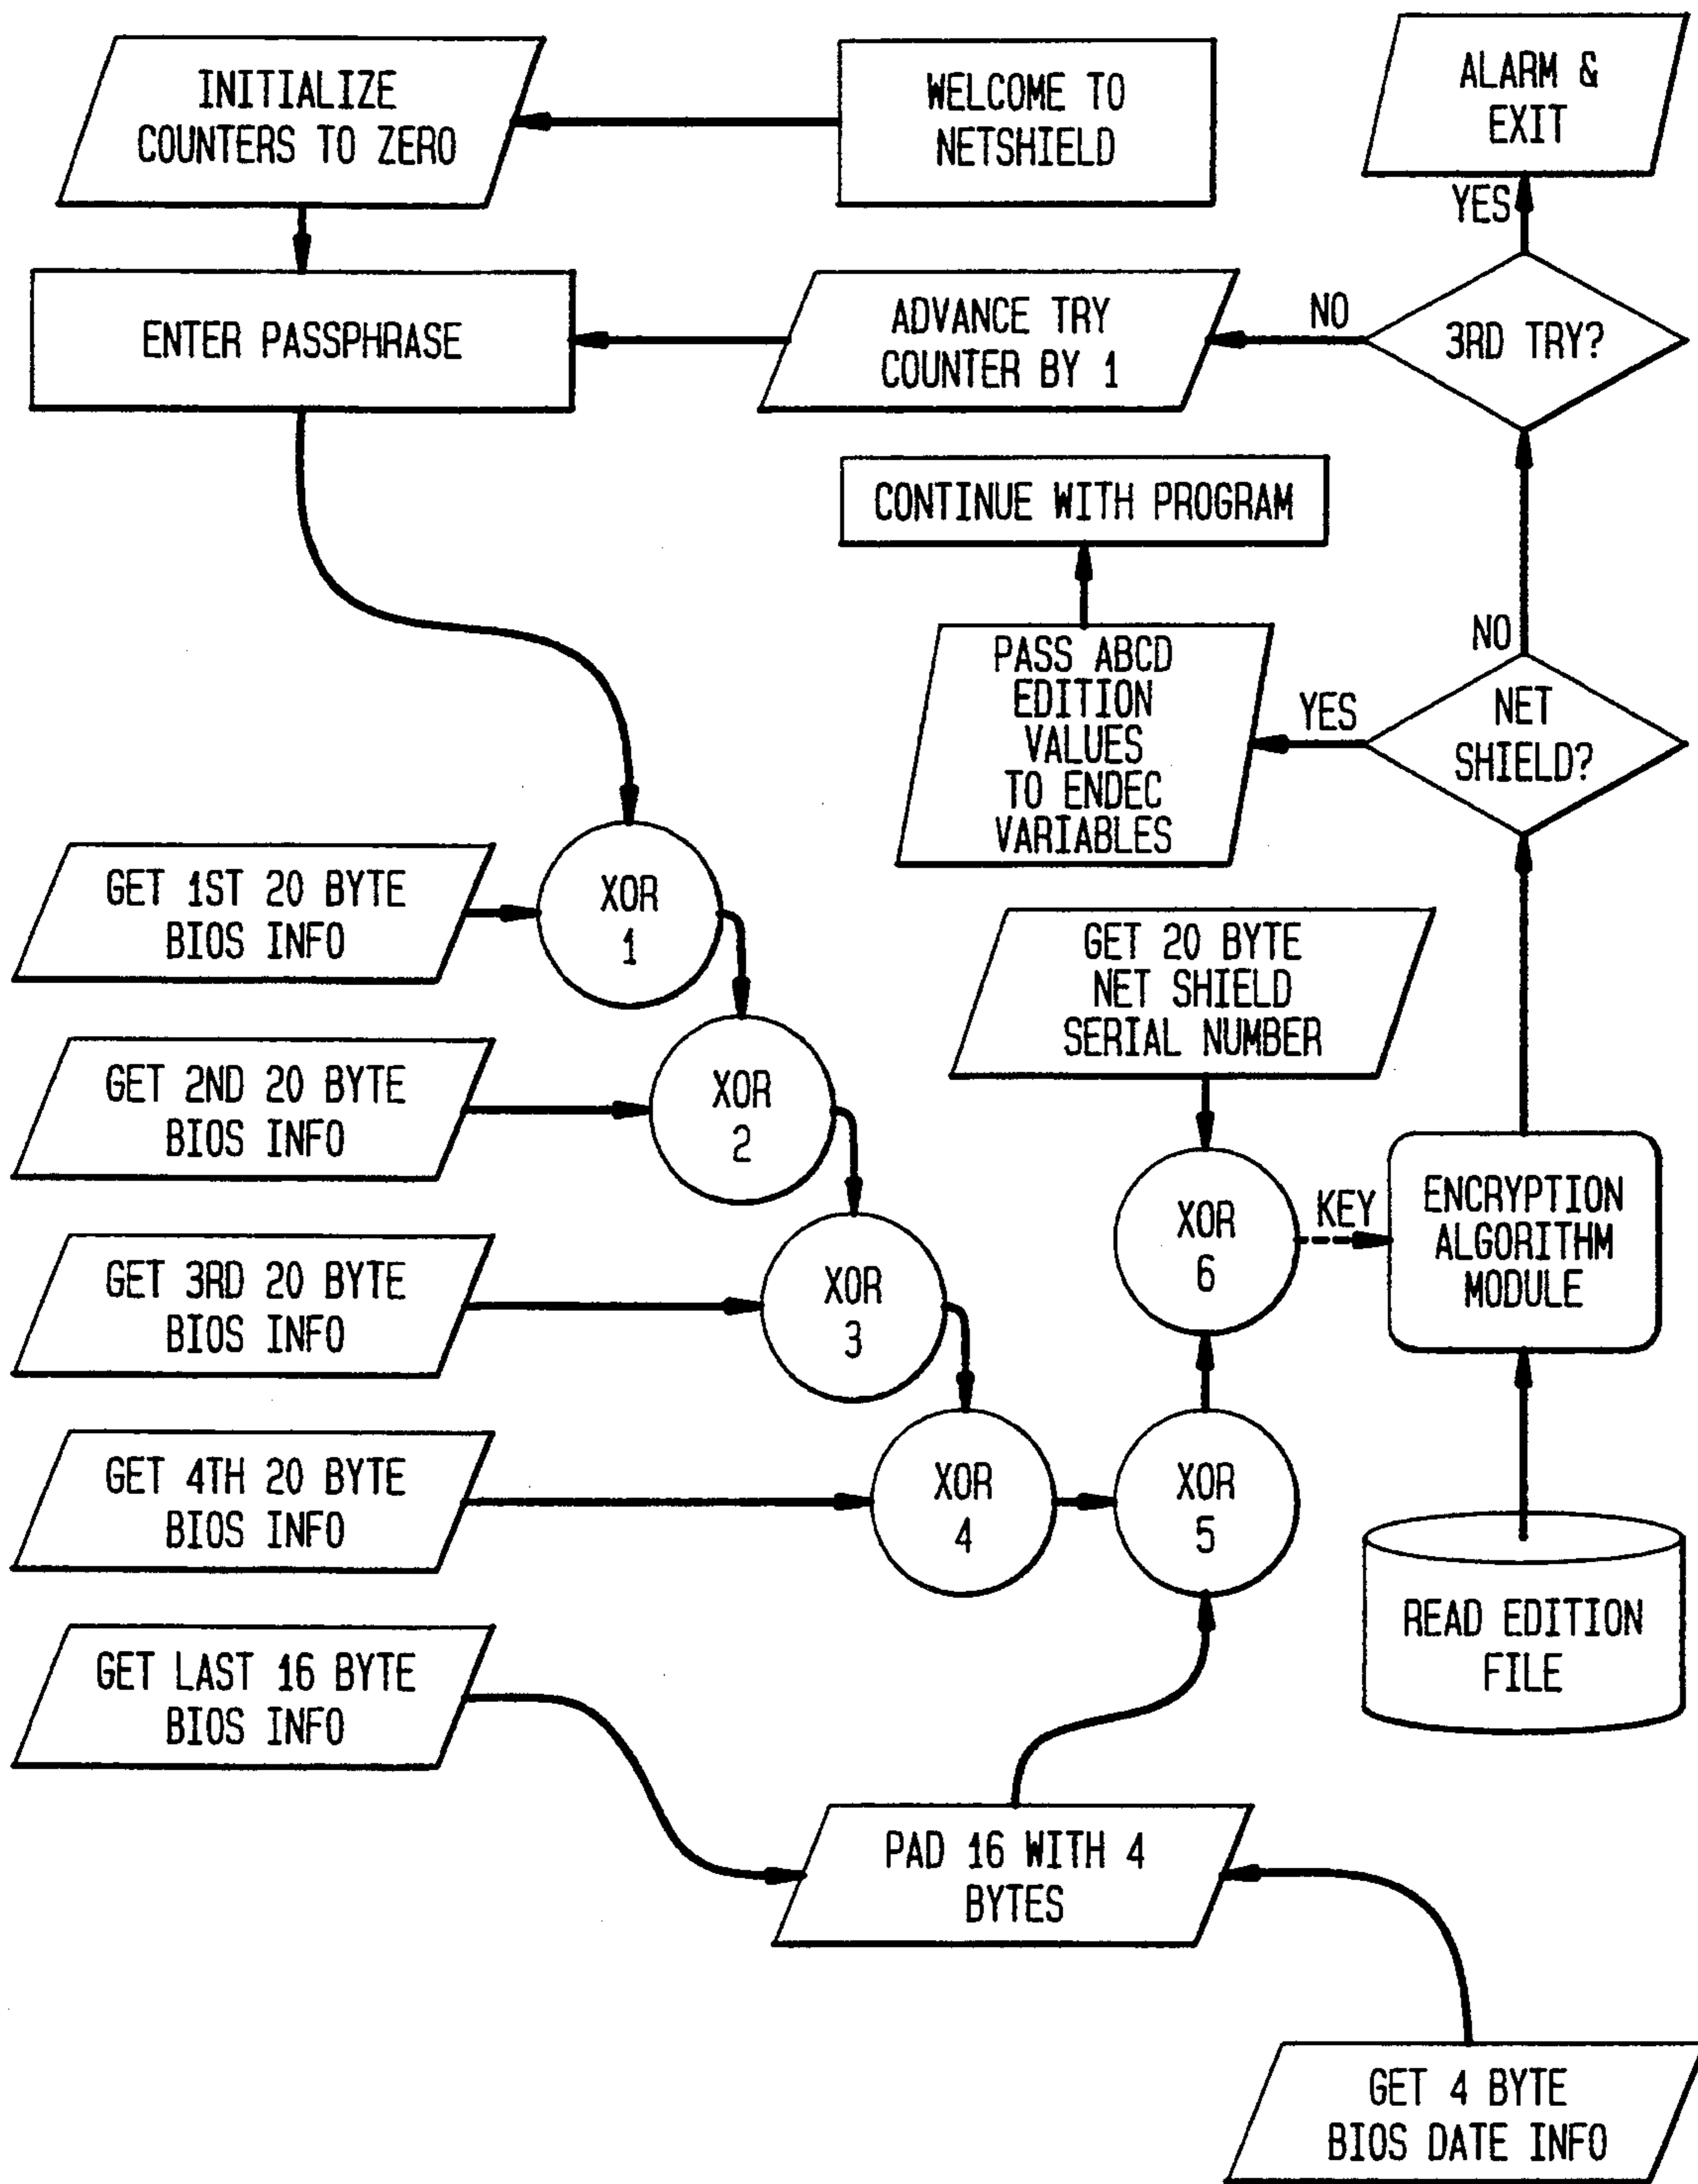 INITIALIZE
COUNTERS TO ZERO
WELCOME TO
NETSHIELD
ALARM &
EXIT
YES
ENTER PASSPHRASE
ADVANCE TRY
COUNTER BY 1
NO
3RD TRY?
CONTINUE WITH PROGRAM
NO
PASS ABCD
EDITION
VALUES
TO ENDEC
VARIABLES
YES
NET
SHIELD?
GET 1ST 20 BYTE
BIOS INFO
XOR
1
GET 20 BYTE
NET SHIELD
SERIAL NUMBER
GET 2ND 20 BYTE
BIOS INFO
XOR
2
GET 3RD 20 BYTE
BIOS INFO
XOR
3
XOR
6
KEY
ENCRYPTION
ALGORITHM
MODULE
GET 4TH 20 BYTE
BIOS INFO
XOR
4
XOR
5
READ EDITION
FILE
GET LAST 16 BYTE
BIOS INFO
PAD 16 WITH 4
BYTES
GET 4 BYTE
BIOS DATE INFO